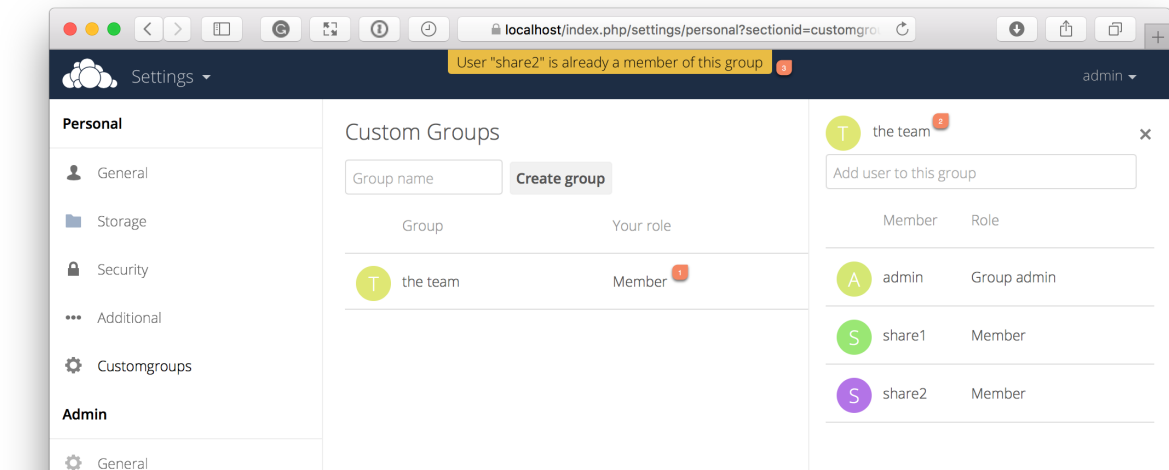 localhost/index.php/settings/personal?sectionid=customgro
Settings
User "share2" is already a member of this group
3
admin
Personal
General
Storage
Security
Additional
Customgroups
Admin
General
Custom Groups
Group name
Create group
Group Your role
T the team Member 1
T the team 2
Add user to this group
Member Role
A admin Group admin
S share1 Member
S share2 Member